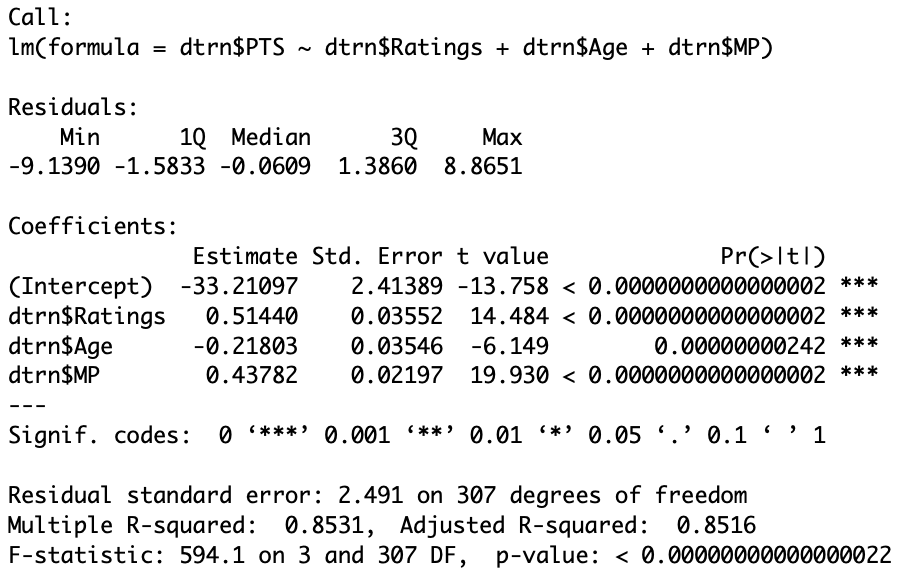 Call:
lm(formula = dtrn$PTS ~ dtrn$Ratings + dtrn$Age + dtrn$MP)

Residuals:
    Min      1Q  Median      3Q     Max
-9.1390 -1.5833 -0.0609  1.3860  8.8651

Coefficients:
              Estimate Std. Error t value             Pr(>|t|)
(Intercept)  -33.21097    2.41389 -13.758 < 0.0000000000000002 ***
dtrn$Ratings   0.51440    0.03552  14.484 < 0.0000000000000002 ***
dtrn$Age      -0.21803    0.03546  -6.149        0.00000000242 ***
dtrn$MP        0.43782    0.02197  19.930 < 0.0000000000000002 ***
---
Signif. codes:  0 ‘***’ 0.001 ‘**’ 0.01 ‘*’ 0.05 ‘.’ 0.1 ‘ ’ 1

Residual standard error: 2.491 on 307 degrees of freedom
Multiple R-squared:  0.8531,	Adjusted R-squared:  0.8516
F-statistic: 594.1 on 3 and 307 DF,  p-value: < 0.00000000000000022